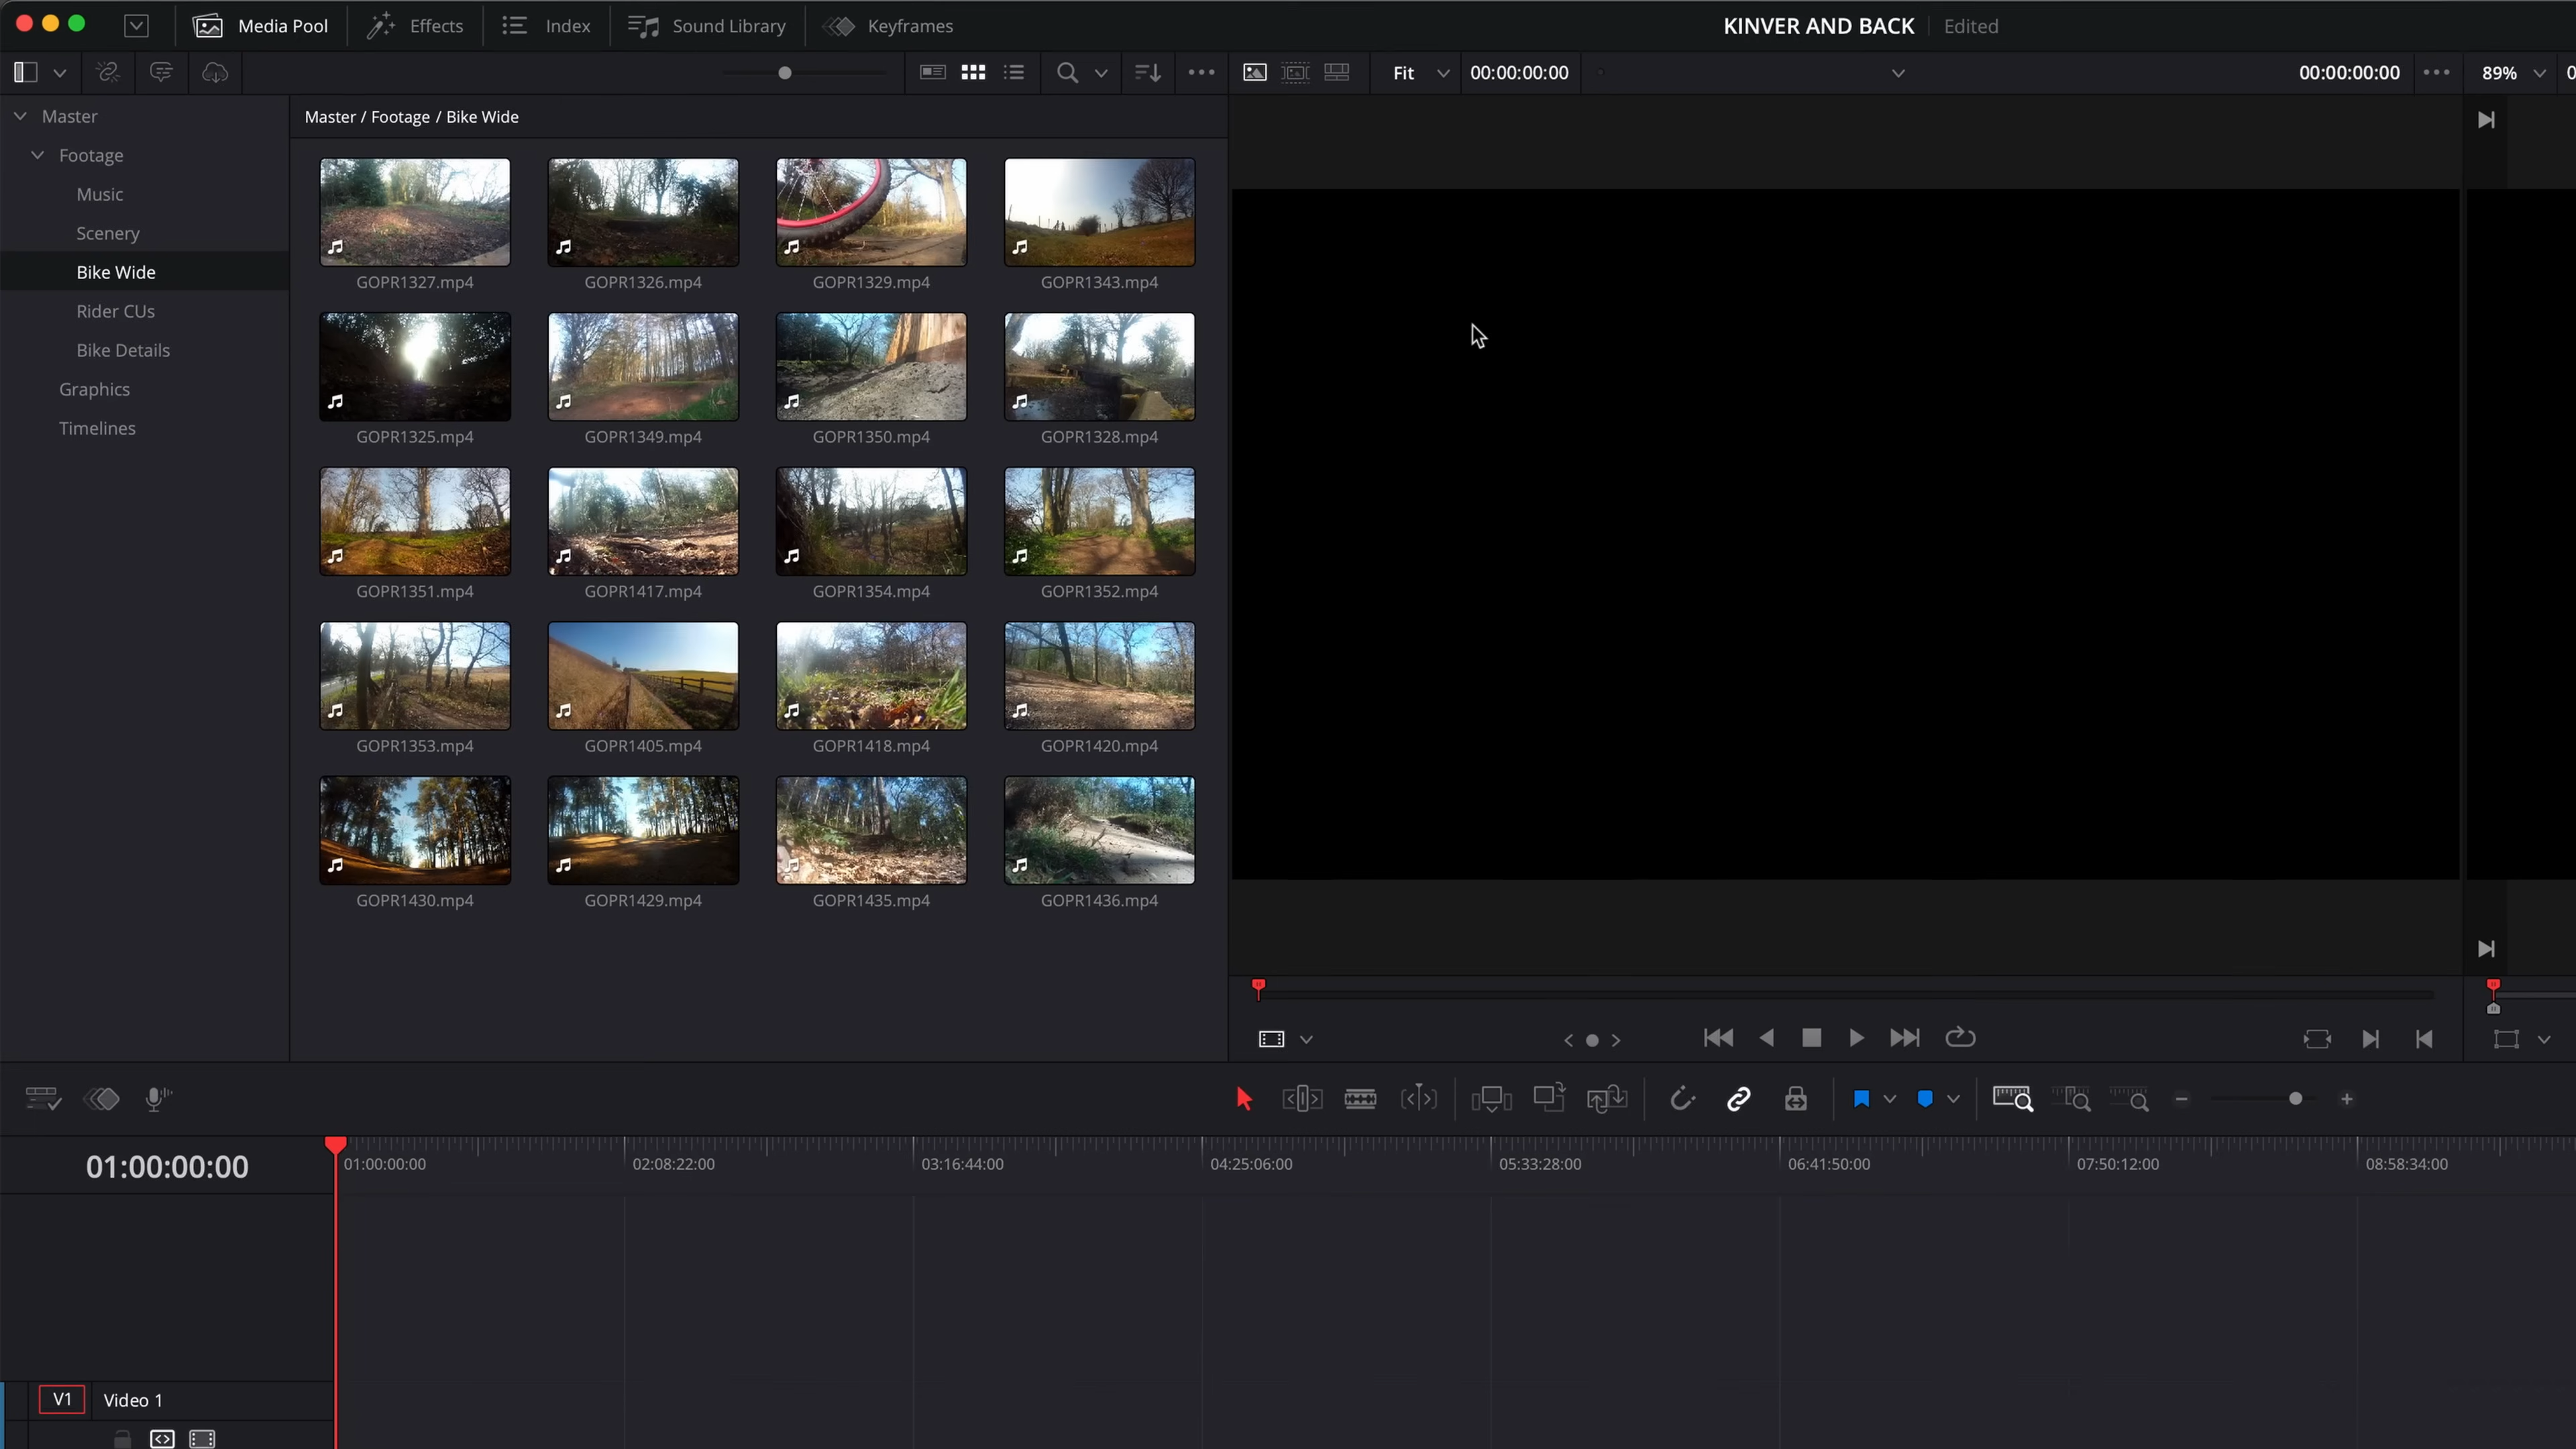 Media Pool Effects Index Sound Library Keyframes KINVER AND BACK Edited
Fit 00:00:00:00 00:00:00:00 89%
Master
Footage
Music
Scenery
Bike Wide
Rider CUs
Bike Details
Graphics
Timelines
Master / Footage / Bike Wide
GOPR1327.mp4 GOPR1326.mp4 GOPR1329.mp4 GOPR1343.mp4
GOPR1325.mp4 GOPR1349.mp4 GOPR1350.mp4 GOPR1328.mp4
GOPR1351.mp4 GOPR1417.mp4 GOPR1354.mp4 GOPR1352.mp4
GOPR1353.mp4 GOPR1405.mp4 GOPR1418.mp4 GOPR1420.mp4
GOPR1430.mp4 GOPR1429.mp4 GOPR1435.mp4 GOPR1436.mp4
01:00:00:00
01:00:00:00 02:08:22:00 03:16:44:00 04:25:06:00 05:33:28:00 06:41:50:00 07:50:12:00 08:58:34:00
V1 Video 1